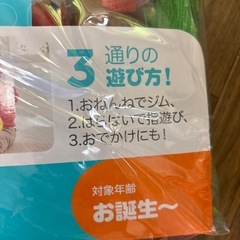 3通りの
遊び方!
1.おねんねでジム、
2.はらばいで指遊び、
3.おでかけにも!
対象年齢
お誕生〜